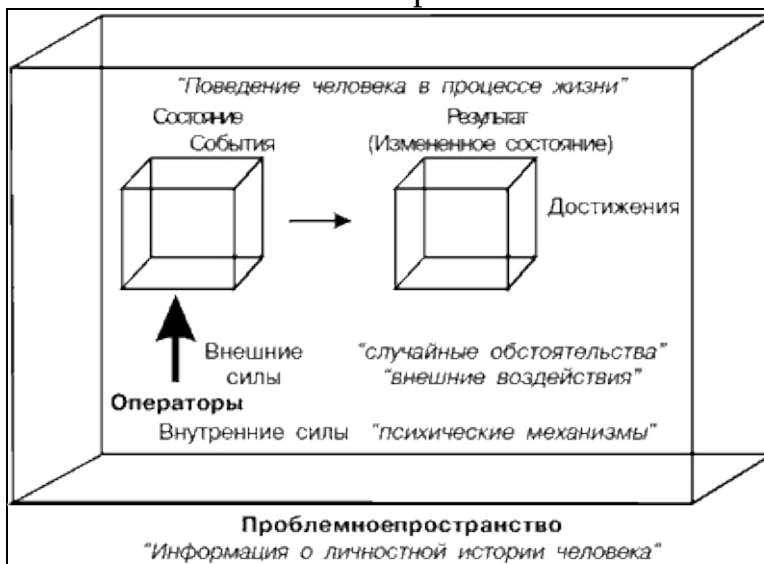 "Поведение человека в процессе жизни"
Состояние Результат
События (Измененное состояние)
Достижения
Внешние "случайные обстоятельства"
силы "внешние воздействия"
Операторы
Внутренние силы "психические механизмы"
Проблемноепространство
"Информация о личностной истории человека"